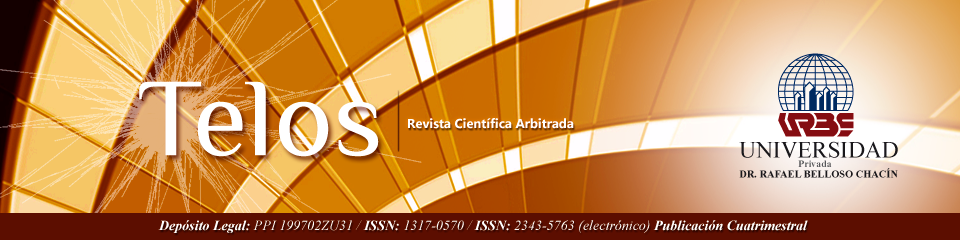 Telos
Revista Científica Arbitrada
URBE
UNIVERSIDAD
Privada
DR. RAFAEL BELLOSO CHACÍN
Depósito Legal: PPI 199702ZU31 / ISSN: 1317-0570 / ISSN: 2343-5763 (electrónico) Publicación Cuatrimestral